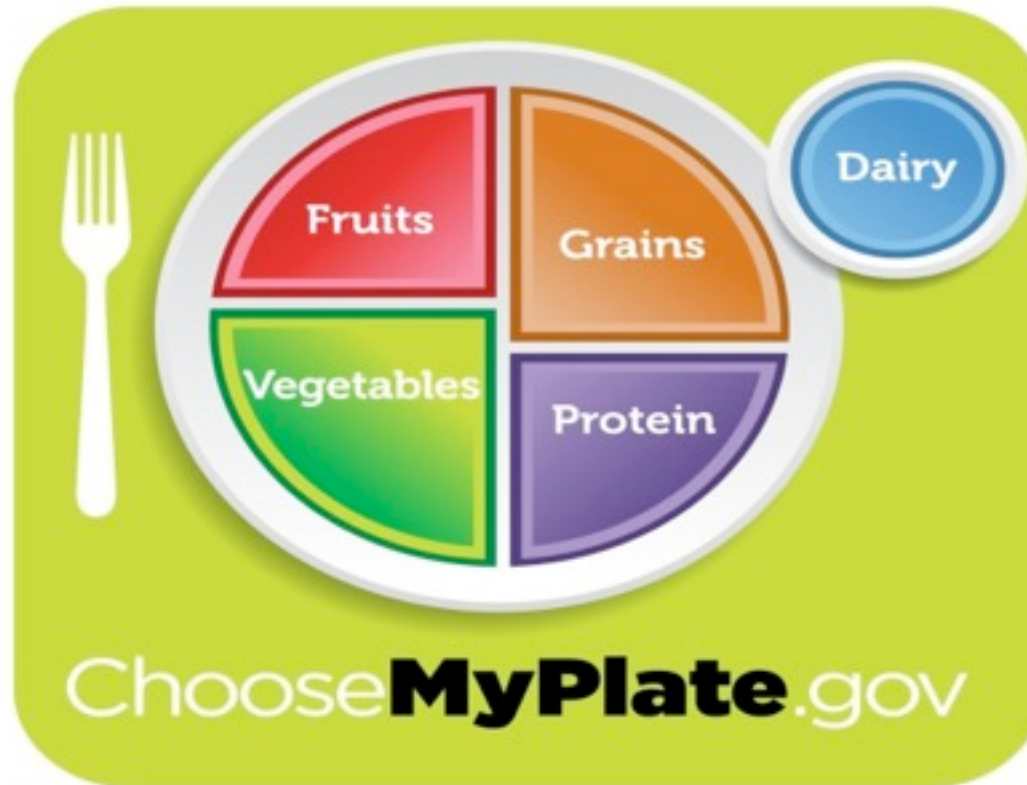 Dairy
Fruits
Grains
Vegetables
Protein
ChooseMyPlate.gov